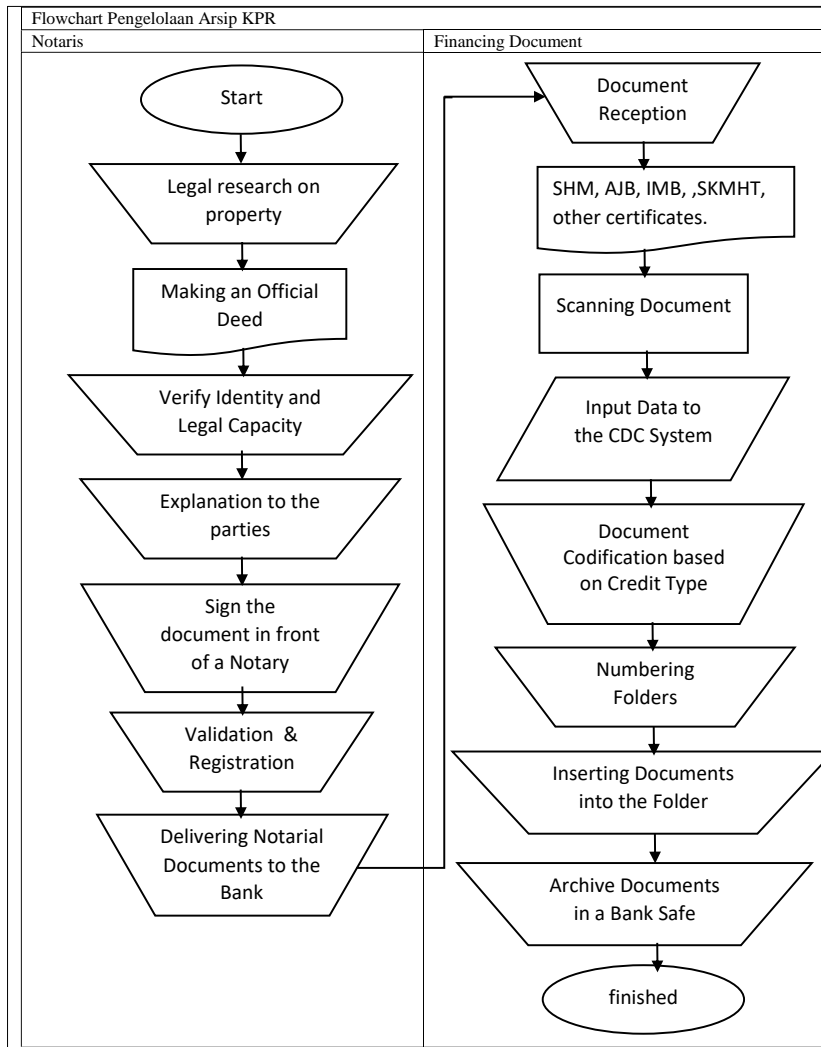 Flowchart Pengelolaan Arsip KPR
Notaris
Start
Legal research on
property
Making an Official
Deed
Verify Identity and
Legal Capacity
Explanation to the
parties
Sign the
document in front
of a Notary
Validation &
Registration
Delivering Notarial
Documents to the
Bank
Financing Document
Document
Reception
SHM, AJB, IMB, ,SKMHT,
other certificates.
Scanning Document
Input Data to
the CDC System
Document
Codification based
on Credit Type
Numbering
Folders
Inserting Documents
into the Folder
Archive Documents
in a Bank Safe
finished